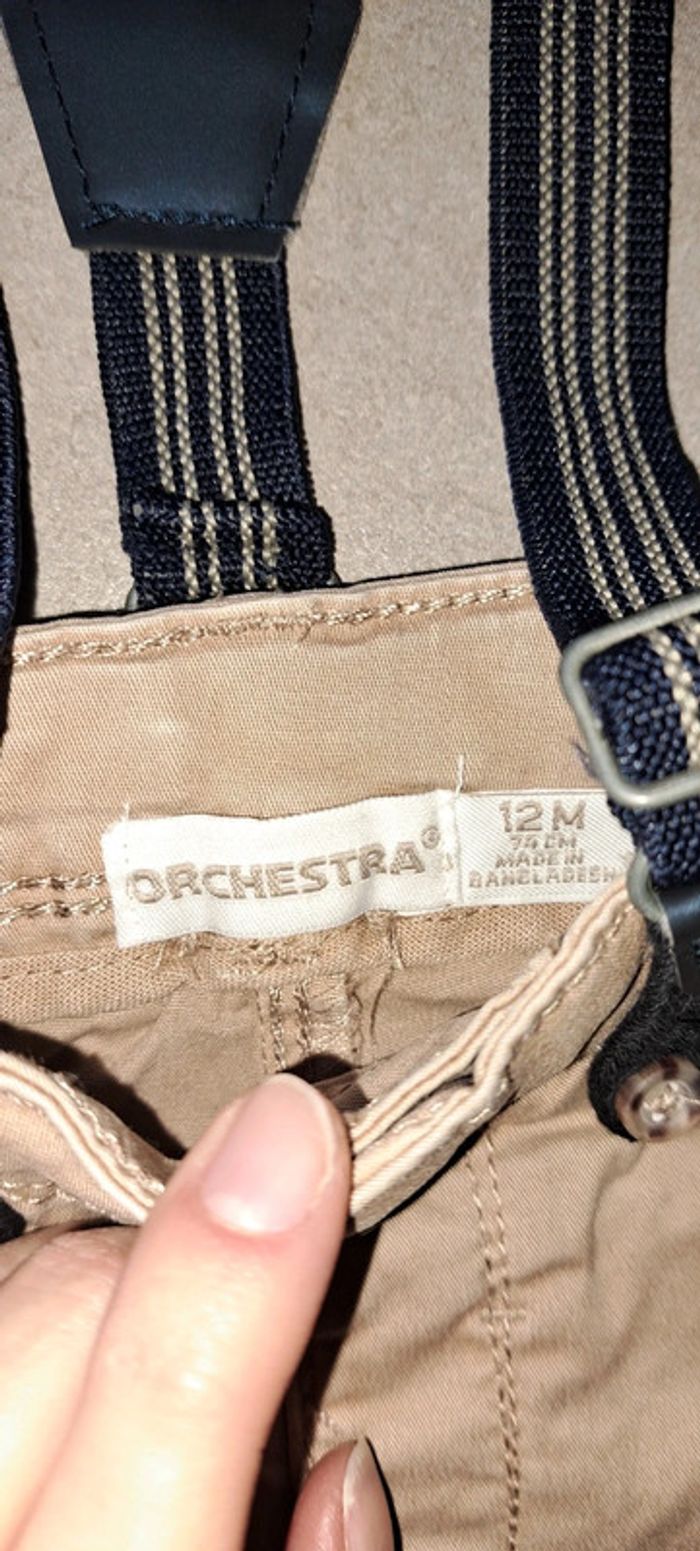 ORCHESTRA®
12 M
74 CM
MADE IN
BANGLADESH